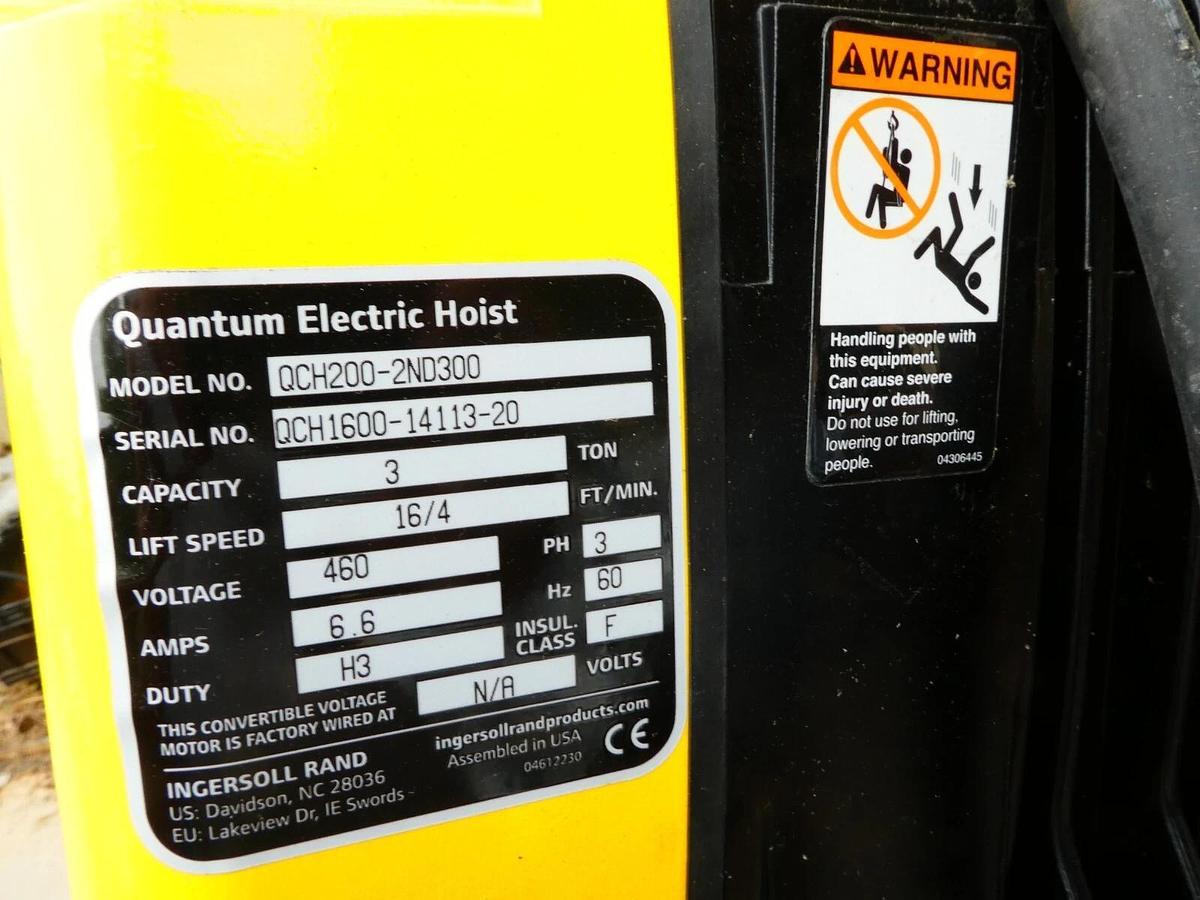 Quantum Electric Hoist
MODEL NO. QCH200-2ND300
SERIAL NO. QCH1600-14113-20
CAPACITY 3 TON
LIFT SPEED 16/4 FT/MIN.
VOLTAGE 460 PH 3
AMPS 6.6 Hz 60
DUTY H3 INSUL. CLASS F
THIS CONVERTIBLE VOLTAGE
MOTOR IS FACTORY WIRED AT N/A VOLTS
INGERSOLL RAND
US: Davidson, NC 28036
EU: Lakeview Dr, IE Swords
ingersollrandproducts.com
Assembled in USA
04612230
CE
WARNING
Handling people with
this equipment.
Can cause severe
injury or death.
Do not use for lifting,
lowering or transporting
people. 04306445